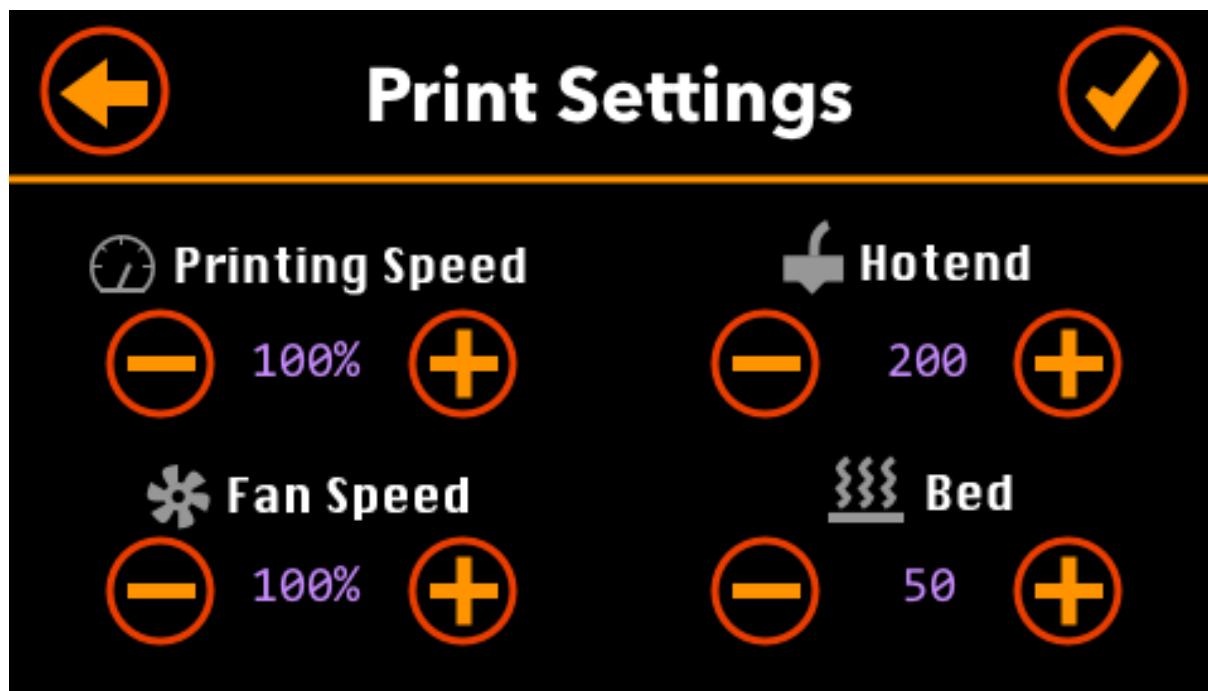 Print Settings
Printing Speed
Hotend
100%
200
Fan Speed
Bed
100%
50